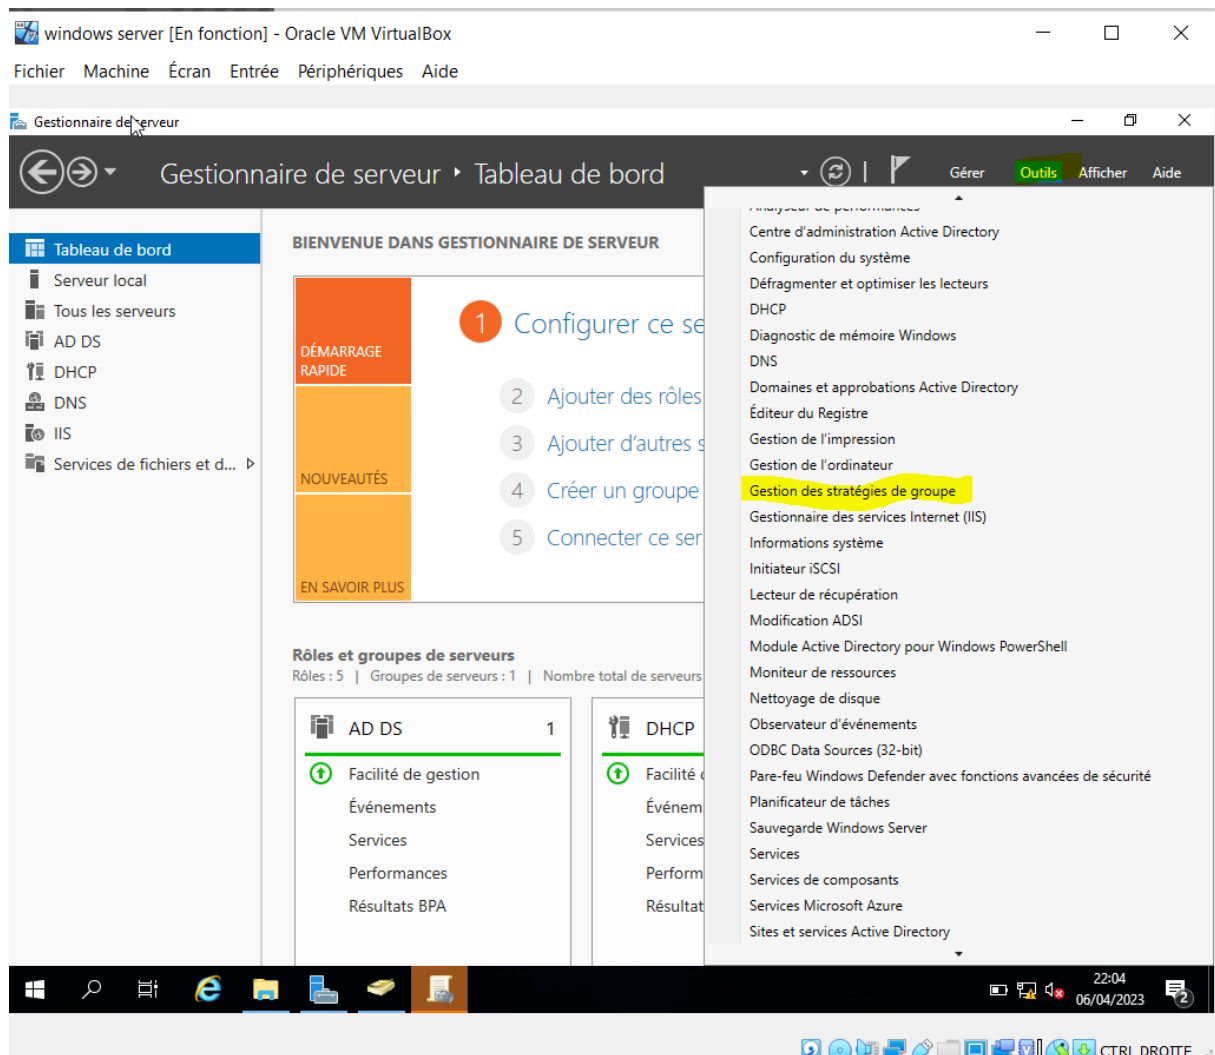 windows server [En fonction] - Oracle VM VirtualBox
Fichier Machine Écran Entrée Périphériques Aide
Gestionnaire de serveur
Gestionnaire de serveur • Tableau de bord
Gérer Outils Afficher Aide
Tableau de bord
Serveur local
Tous les serveurs
AD DS
DHCP
DNS
IIS
Services de fichiers et d...
BIENVENUE DANS GESTIONNAIRE DE SERVEUR
DÉMARRAGE
RAPIDE
NOUVEAUTÉS
EN SAVOIR PLUS
1 Configurer ce se
2 Ajouter des rôles
3 Ajouter d'autres s
4 Créer un groupe
5 Connecter ce ser
Rôles et groupes de serveurs
Rôles : 5 | Groupes de serveurs : 1 | Nombre total de serveurs
AD DS 1
Facilité de gestion
Événements
Services
Performances
Résultats BPA
DHCP
Facilité
Événem
Services
Perform
Résultat
Analyseur de performances
Centre d'administration Active Directory
Configuration du système
Défragmenter et optimiser les lecteurs
DHCP
Diagnostic de mémoire Windows
DNS
Domaines et approbations Active Directory
Éditeur du Registre
Gestion de l'impression
Gestion de l'ordinateur
Gestion des stratégies de groupe
Gestionnaire des services Internet (IIS)
Informations système
Initiateur iSCSI
Lecteur de récupération
Modification ADSI
Module Active Directory pour Windows PowerShell
Moniteur de ressources
Nettoyage de disque
Observateur d'événements
ODBC Data Sources (32-bit)
Pare-feu Windows Defender avec fonctions avancées de sécurité
Planificateur de tâches
Sauvegarde Windows Server
Services
Services de composants
Services Microsoft Azure
Sites et services Active Directory
22:04
06/04/2023
2
CTRL DROITE